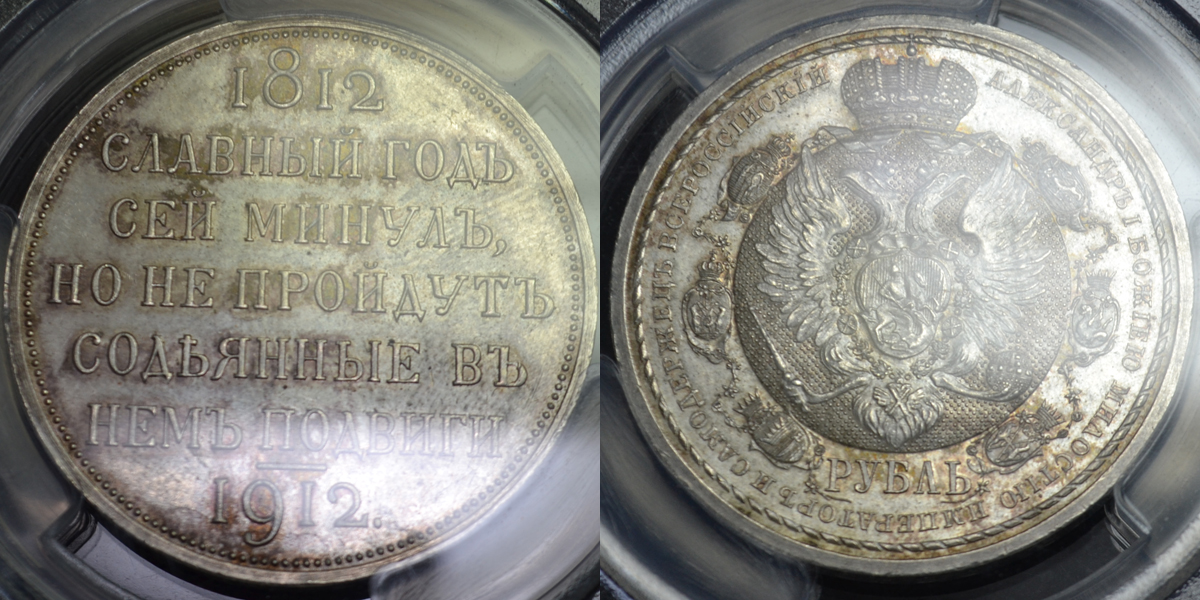 1812
СЛАВНЫЙ ГОДЪ
СЕЙ МИНУЛЪ,
НО НЕ ПРОЙДУТЪ
СОДѢЯННЫЕ ВЪ
НЕМЪ ПОДВИГИ
1912.
АЛЕКСАНДРЪ I БОЖІЕЮ МИЛОСТІЮ ИМПЕРАТОРЪ И САМОДЕРЖЕЦЪ ВСЕРОССІЙСКІЙ
РУБЛЬ